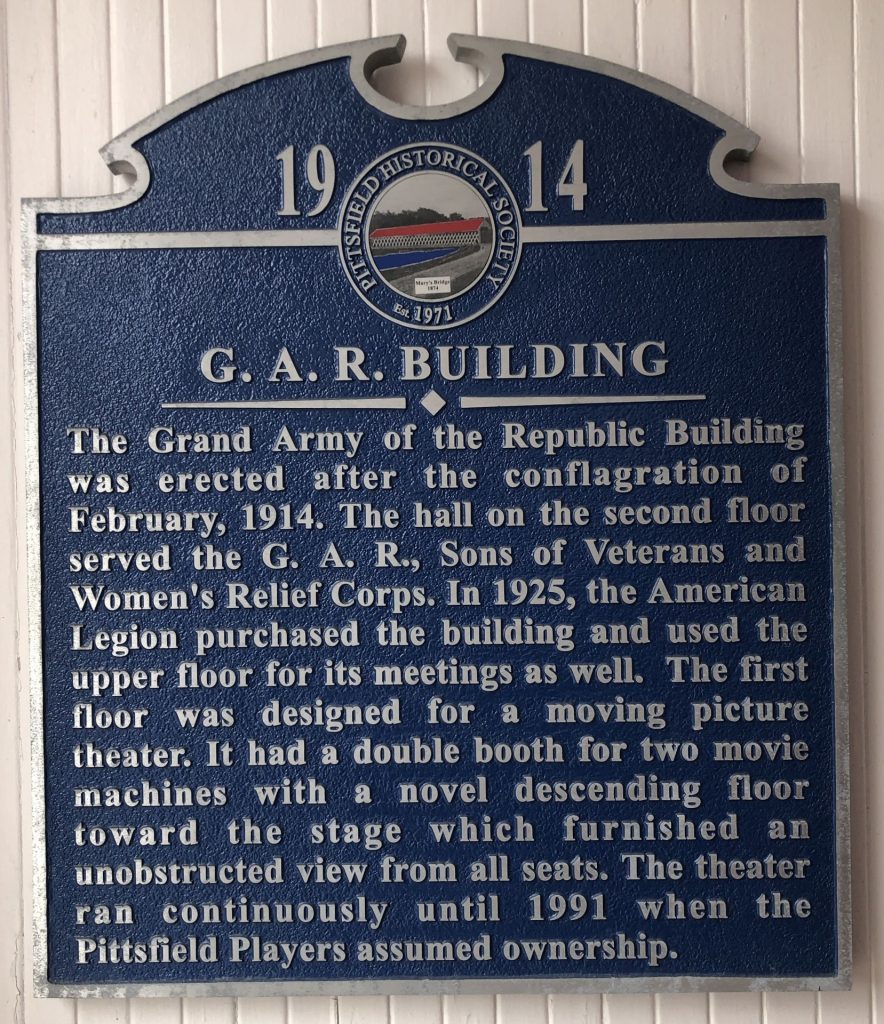 1914
PITTSFIELD HISTORICAL SOCIETY
Mary's Bridge
1874
Est. 1971
G. A. R. BUILDING
The Grand Army of the Republic Building
was erected after the conflagration of
February, 1914. The hall on the second floor
served the G. A. R., Sons of Veterans and
Women's Relief Corps. In 1925, the American
Legion purchased the building and used the
upper floor for its meetings as well. The first
floor was designed for a moving picture
theater. It had a double booth for two movie
machines with a novel descending floor
toward the stage which furnished an
unobstructed view from all seats. The theater
ran continuously until 1991 when the
Pittsfield Players assumed ownership.